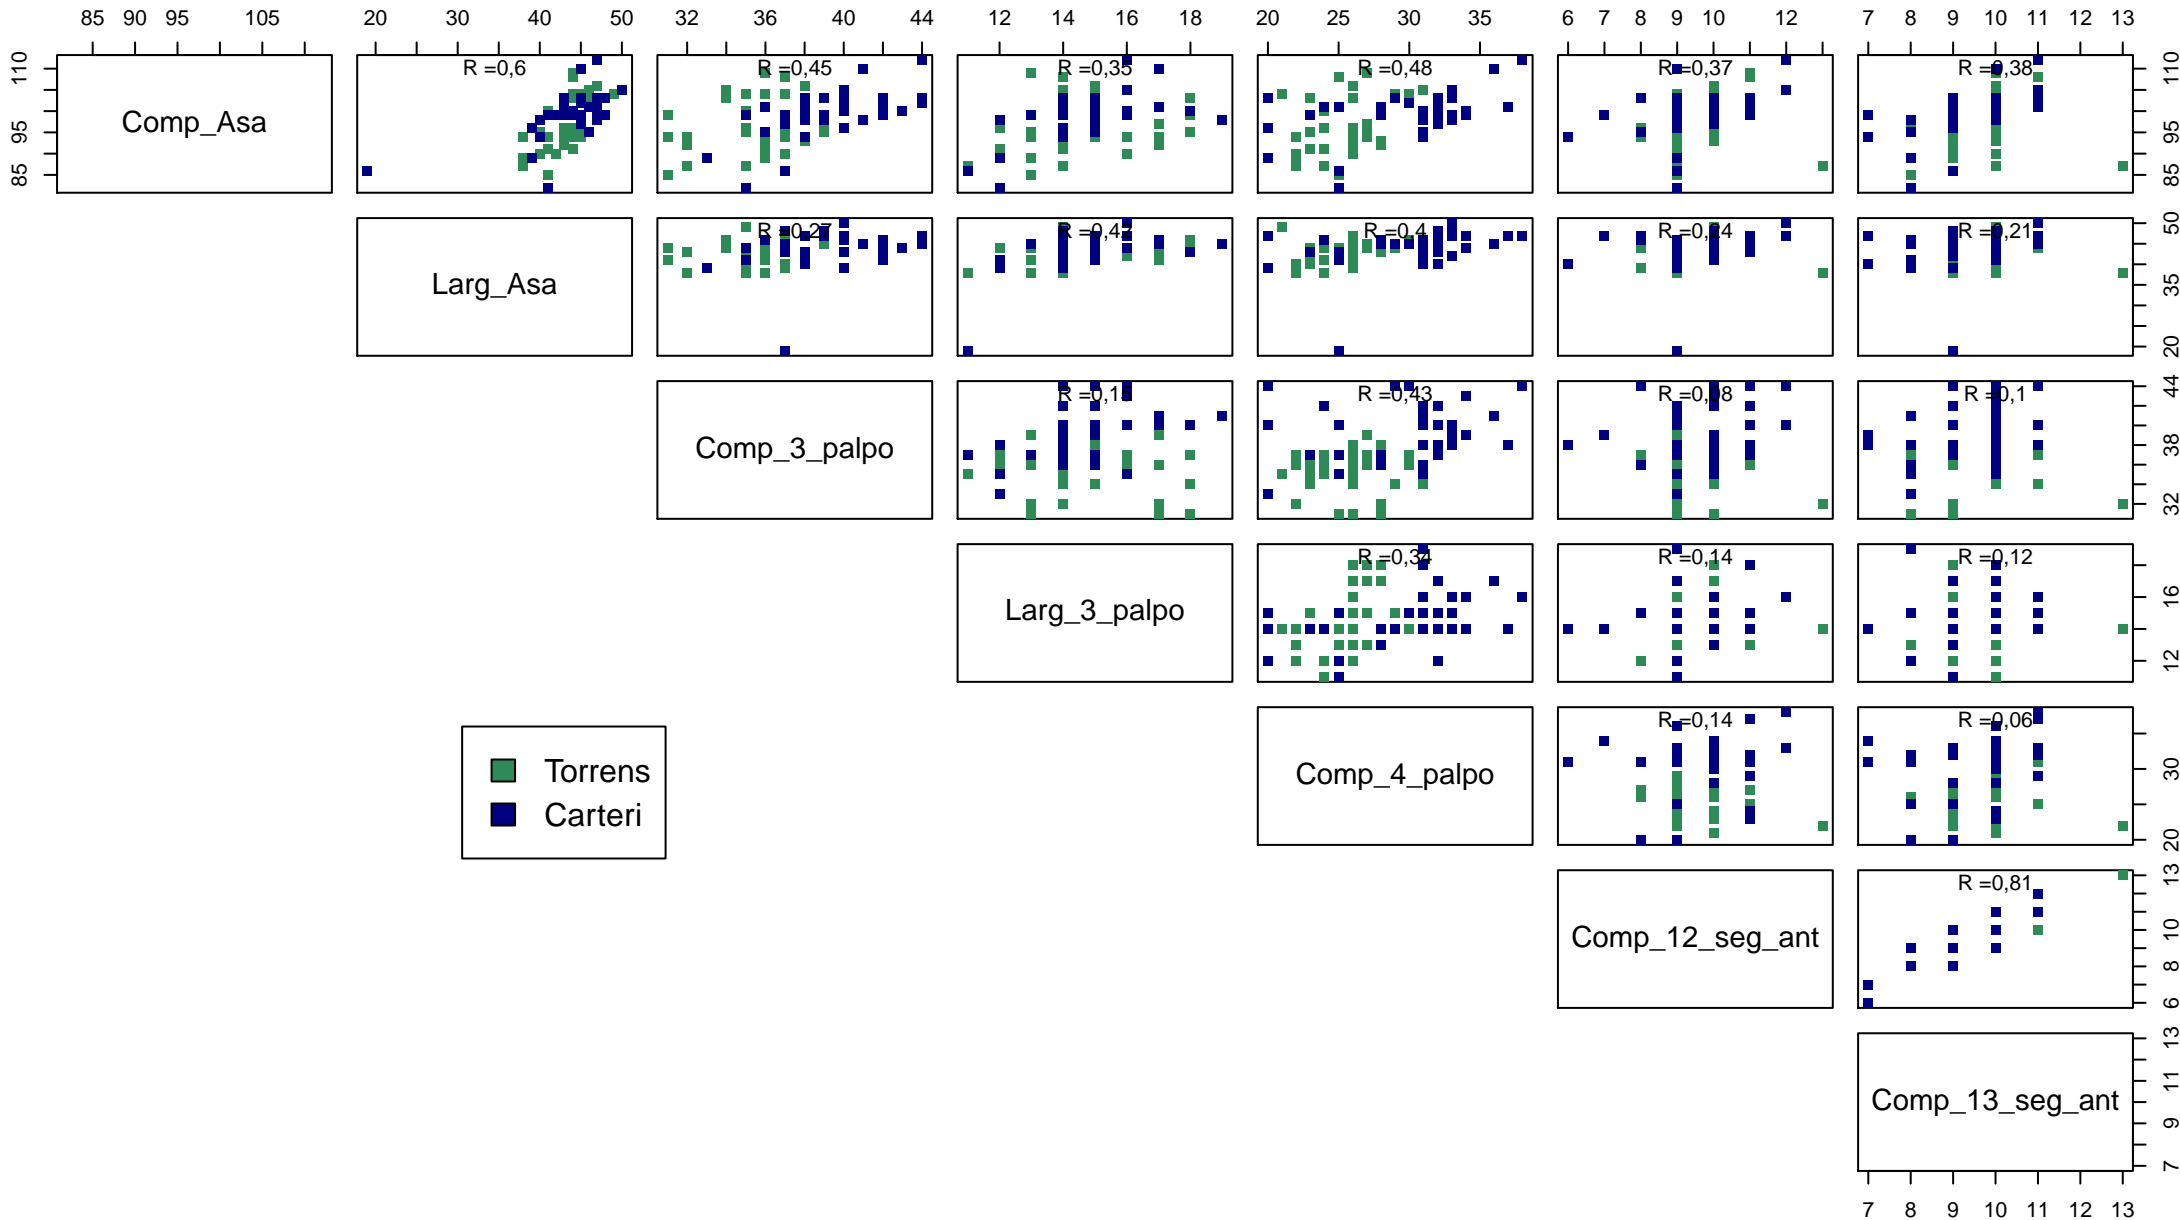 85 90 95 105 20 30 40 50 32 36 40 44 12 14 16 18 20 25 30 35 6 7 8 9 10 12 7 8 9 10 11 12 13
R =0,6 R =0,45 R =0,35 R =0,48 R =0,37 R =0,38
85 95 110 Comp_Asa 85 95 110
R =0,27 R =0,42 R =0,4 R =0,24 R =0,21
Larg_Asa 20 35 50
R =0,15 R =0,43 R =0,08 R =0,1
Comp_3_palpo 32 38 44
R =0,34 R =0,14 R =0,12
Larg_3_palpo 12 16
R =0,14 R =0,06
Comp_4_palpo 20 30
Torrens
Carteri
R =0,81
Comp_12_seg_ant 6 8 10 13
Comp_13_seg_ant 7 9 11 13
7 8 9 10 11 12 13